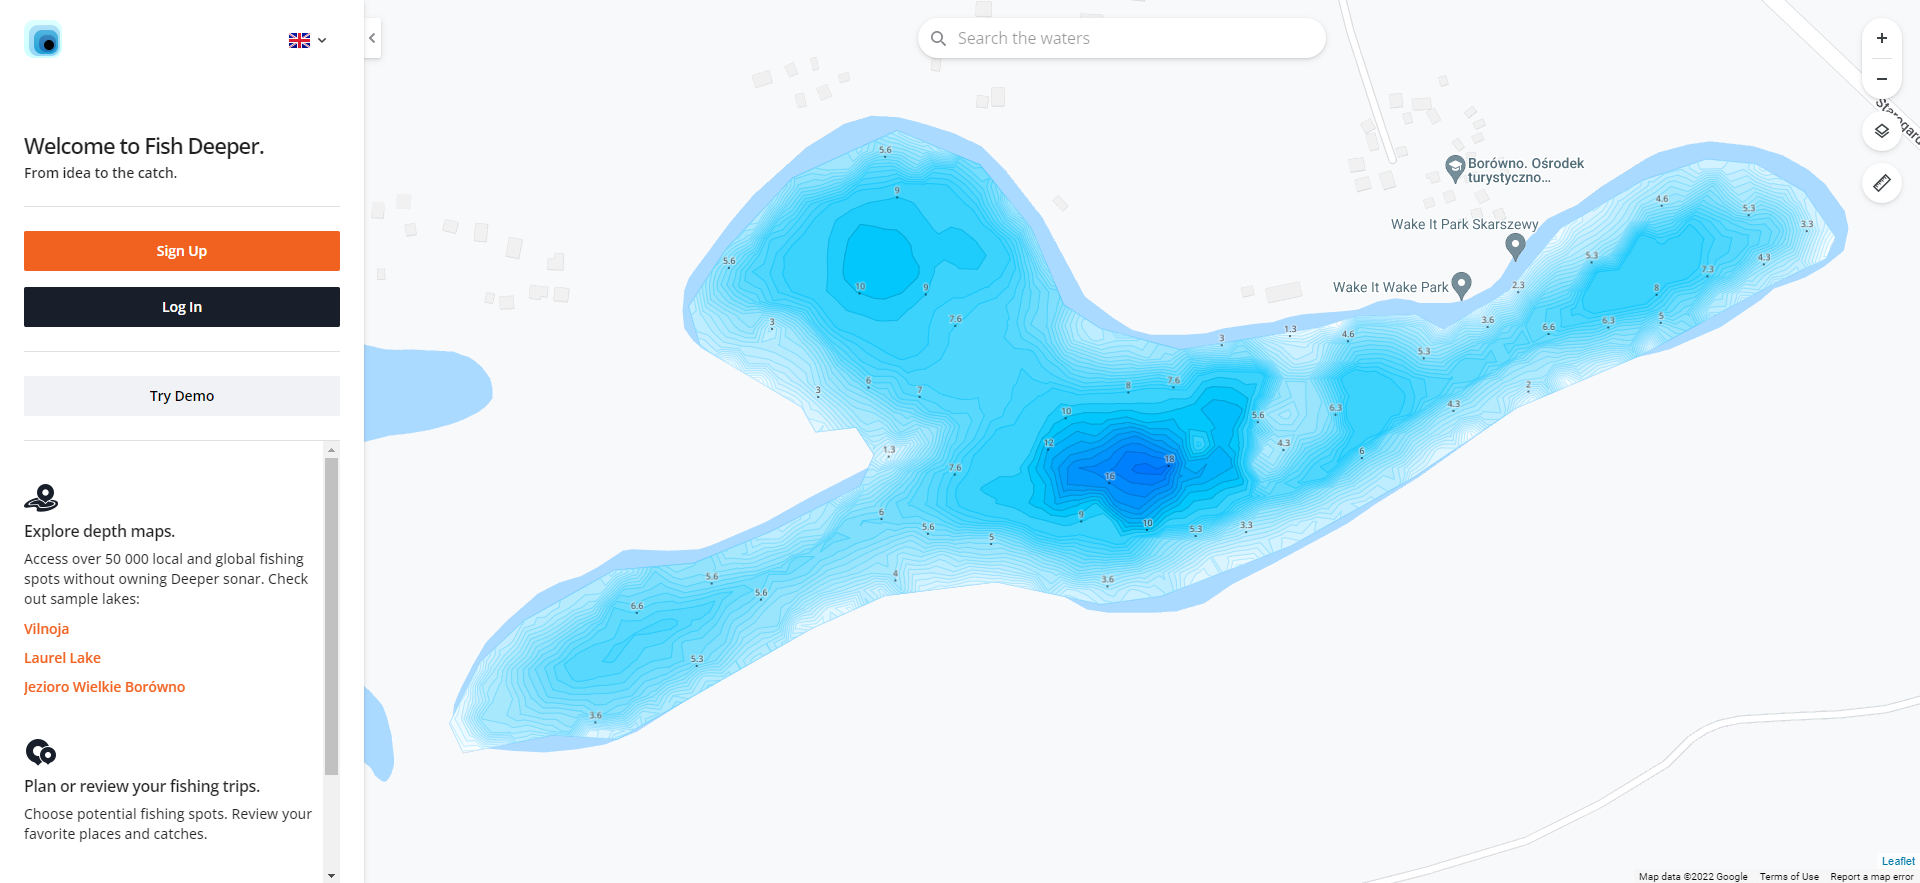 Welcome to Fish Deeper.
From idea to the catch.
Sign Up
Log In
Try Demo
Explore depth maps.
Access over 50 000 local and global fishing
spots without owning Deeper sonar. Check
out sample lakes:
Vilnoja
Laurel Lake
Jezioro Wielkie Borówno
Plan or review your fishing trips.
Choose potential fishing spots. Review your
favorite places and catches.
Search the waters
+
−
Borówno. Ośrodek
turystyczno...
Wake It Park Skarszewy
Wake It Wake Park
5.6
9
5.6
10
9
3
7.6
6
7
3
1.3
7.6
6
5.6
5
4
5.6
5.6
6.6
5.3
3.6
8
7.6
10
12
16
18
9
10
5.3
3.3
3.6
3
1.3
4.6
5.6
6.3
4.3
6
5.3
4.3
3.6
2.3
2
6.6
6.3
5
8
7.3
4.3
5.3
4.6
5.3
3.3
Leaflet
Map data ©2022 Google
Terms of Use
Report a map error